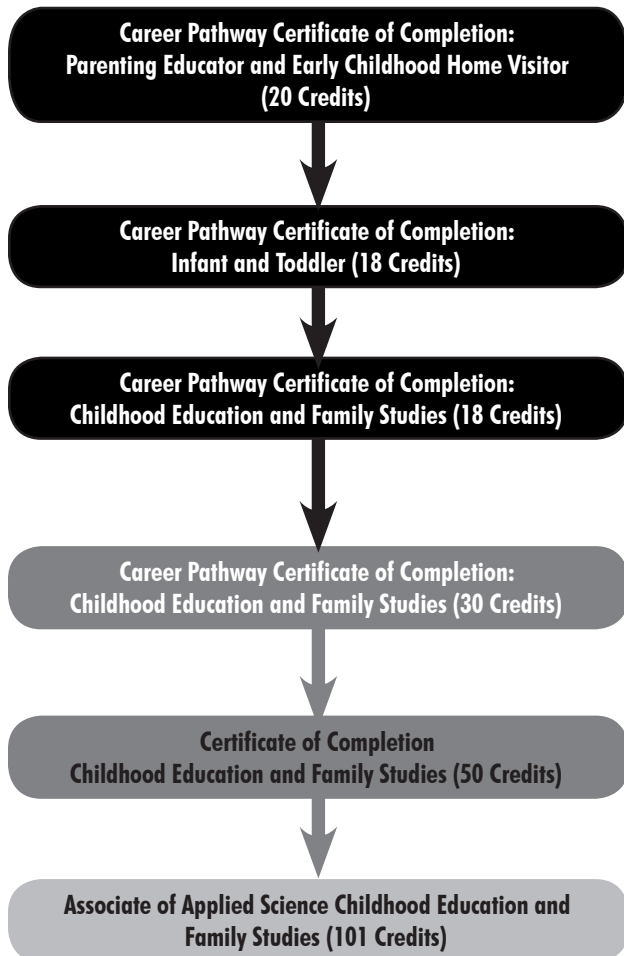 Career Pathway Certificate of Completion:
Parenting Educator and Early Childhood Home Visitor
(20 Credits)
Career Pathway Certificate of Completion:
Infant and Toddler (18 Credits)
Career Pathway Certificate of Completion:
Childhood Education and Family Studies (18 Credits)
Career Pathway Certificate of Completion:
Childhood Education and Family Studies (30 Credits)
Certificate of Completion
Childhood Education and Family Studies (50 Credits)
Associate of Applied Science Childhood Education and
Family Studies (101 Credits)